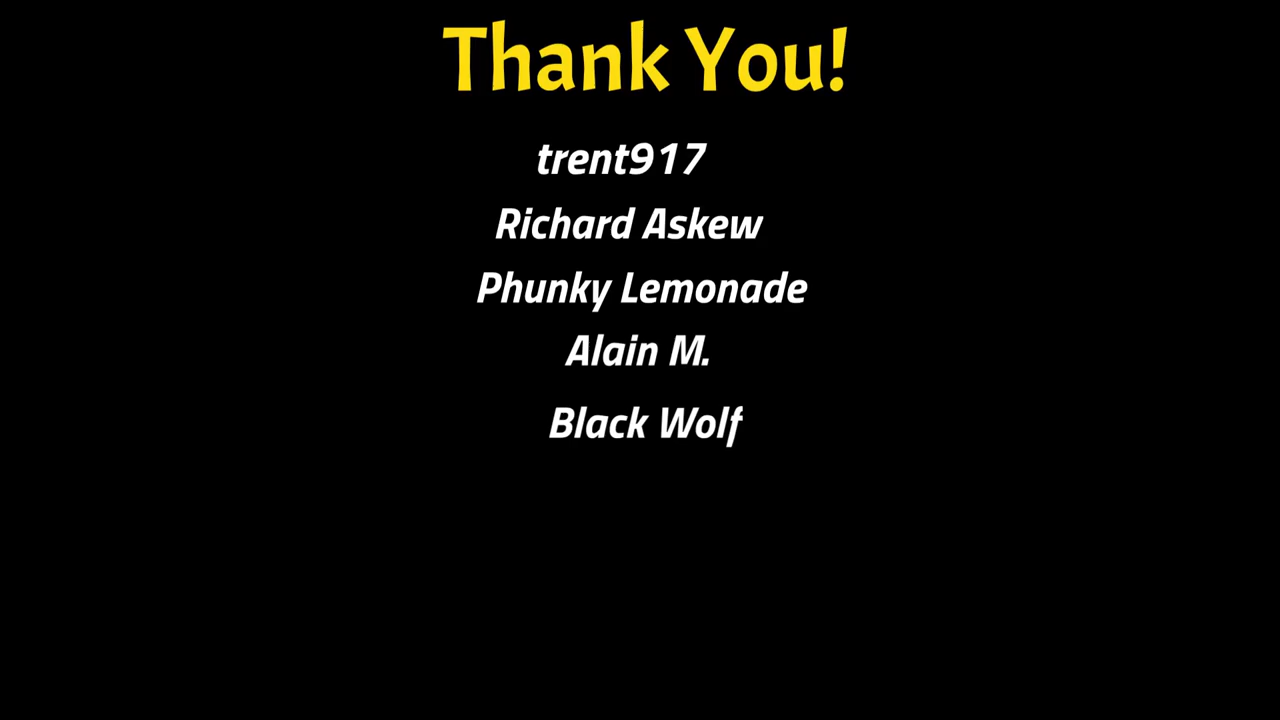 Thank You!
trent917
Richard Askew
Phunky Lemonade
Alain M.
Black Wolf